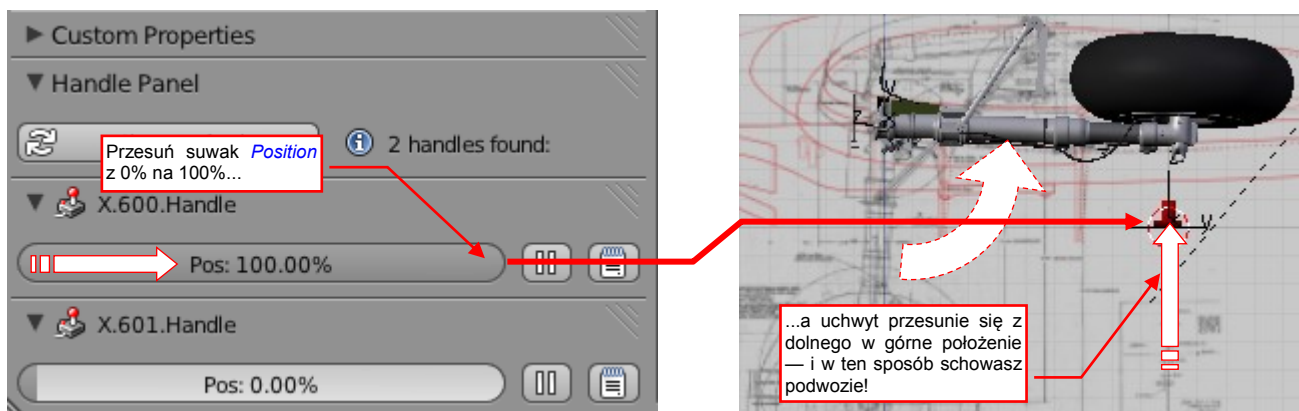 Custom Properties
Handle Panel
2 handles found:
Przesuń suwak Position
z 0% na 100%...
X.600.Handle
Pos: 100.00%
X.601.Handle
Pos: 0.00%
...a uchwyt przesunie się z
dolnego w górne położenie
— i w ten sposób schowasz
podwozie!